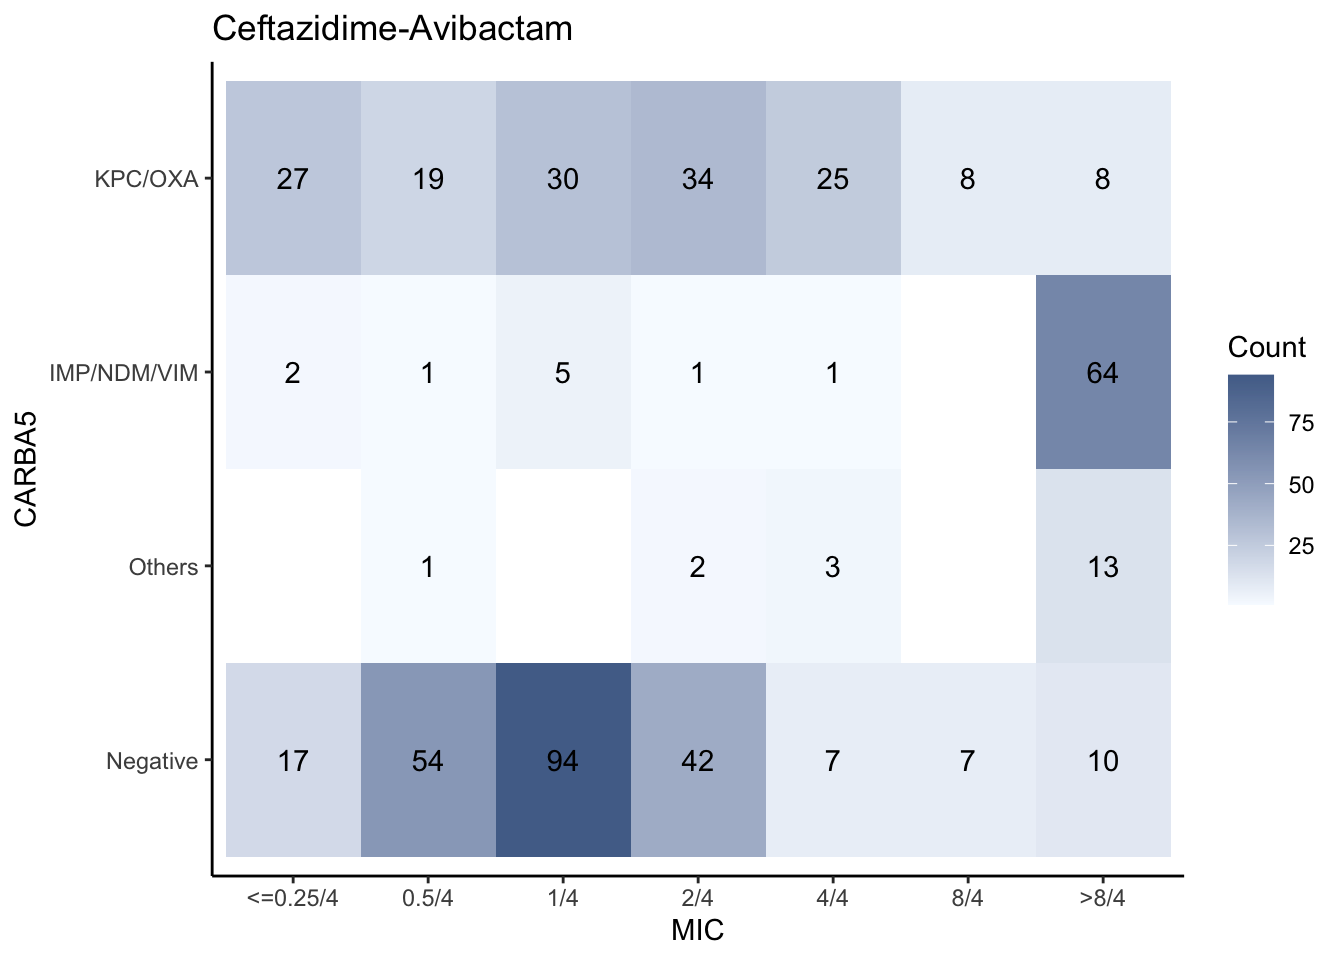 Ceftazidime-Avibactam
KPC/OXA 27 19 30 34 25 8 8
IMP/NDM/VIM 2 1 5 1 1 64
Others 1 2 3 13
Negative 17 54 94 42 7 7 10
<=0.25/4 0.5/4 1/4 2/4 4/4 8/4 >8/4
MIC
CARBA5
Count
75
50
25